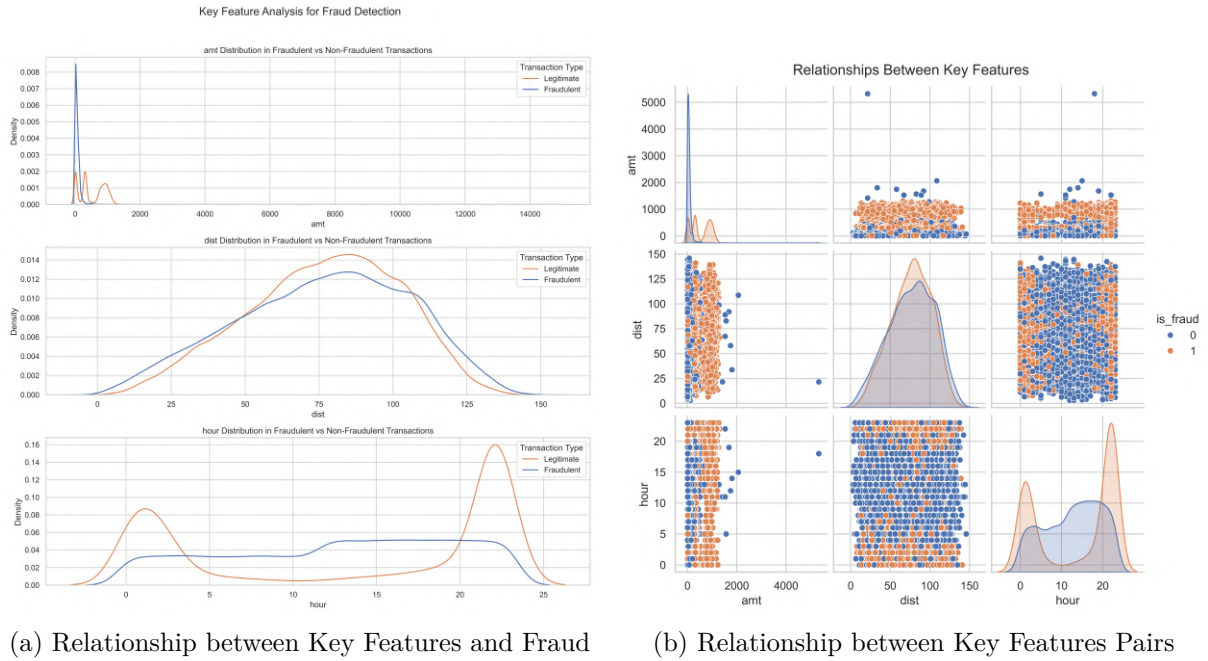 Key Feature Analysis for Fraud Detection
amt Distribution in Fraudulent vs Non-Fraudulent Transactions
Transaction Type
Legitimate
Fraudulent
0.008
0.007
0.006
0.005
0.004
0.003
0.002
0.001
0.000
Density
0 2000 4000 6000 8000 10000 12000 14000
amt
dist Distribution in Fraudulent vs Non-Fraudulent Transactions
Transaction Type
Legitimate
Fraudulent
0.014
0.012
0.010
0.008
0.006
0.004
0.002
0.000
Density
0 25 50 75 100 125 150
dist
hour Distribution in Fraudulent vs Non-Fraudulent Transactions
Transaction Type
Legitimate
Fraudulent
0.16
0.14
0.12
0.10
0.08
0.06
0.04
0.02
0.00
Density
0 5 10 15 20 25
hour
(a) Relationship between Key Features and Fraud
Relationships Between Key Features
5000
4000
3000
2000
1000
0
amt
150
125
100
75
50
25
0
dist
20
15
10
5
0
hour
0 2000 4000
amt
0 50 100 150
dist
0 10 20
hour
is_fraud
0
1
(b) Relationship between Key Features Pairs